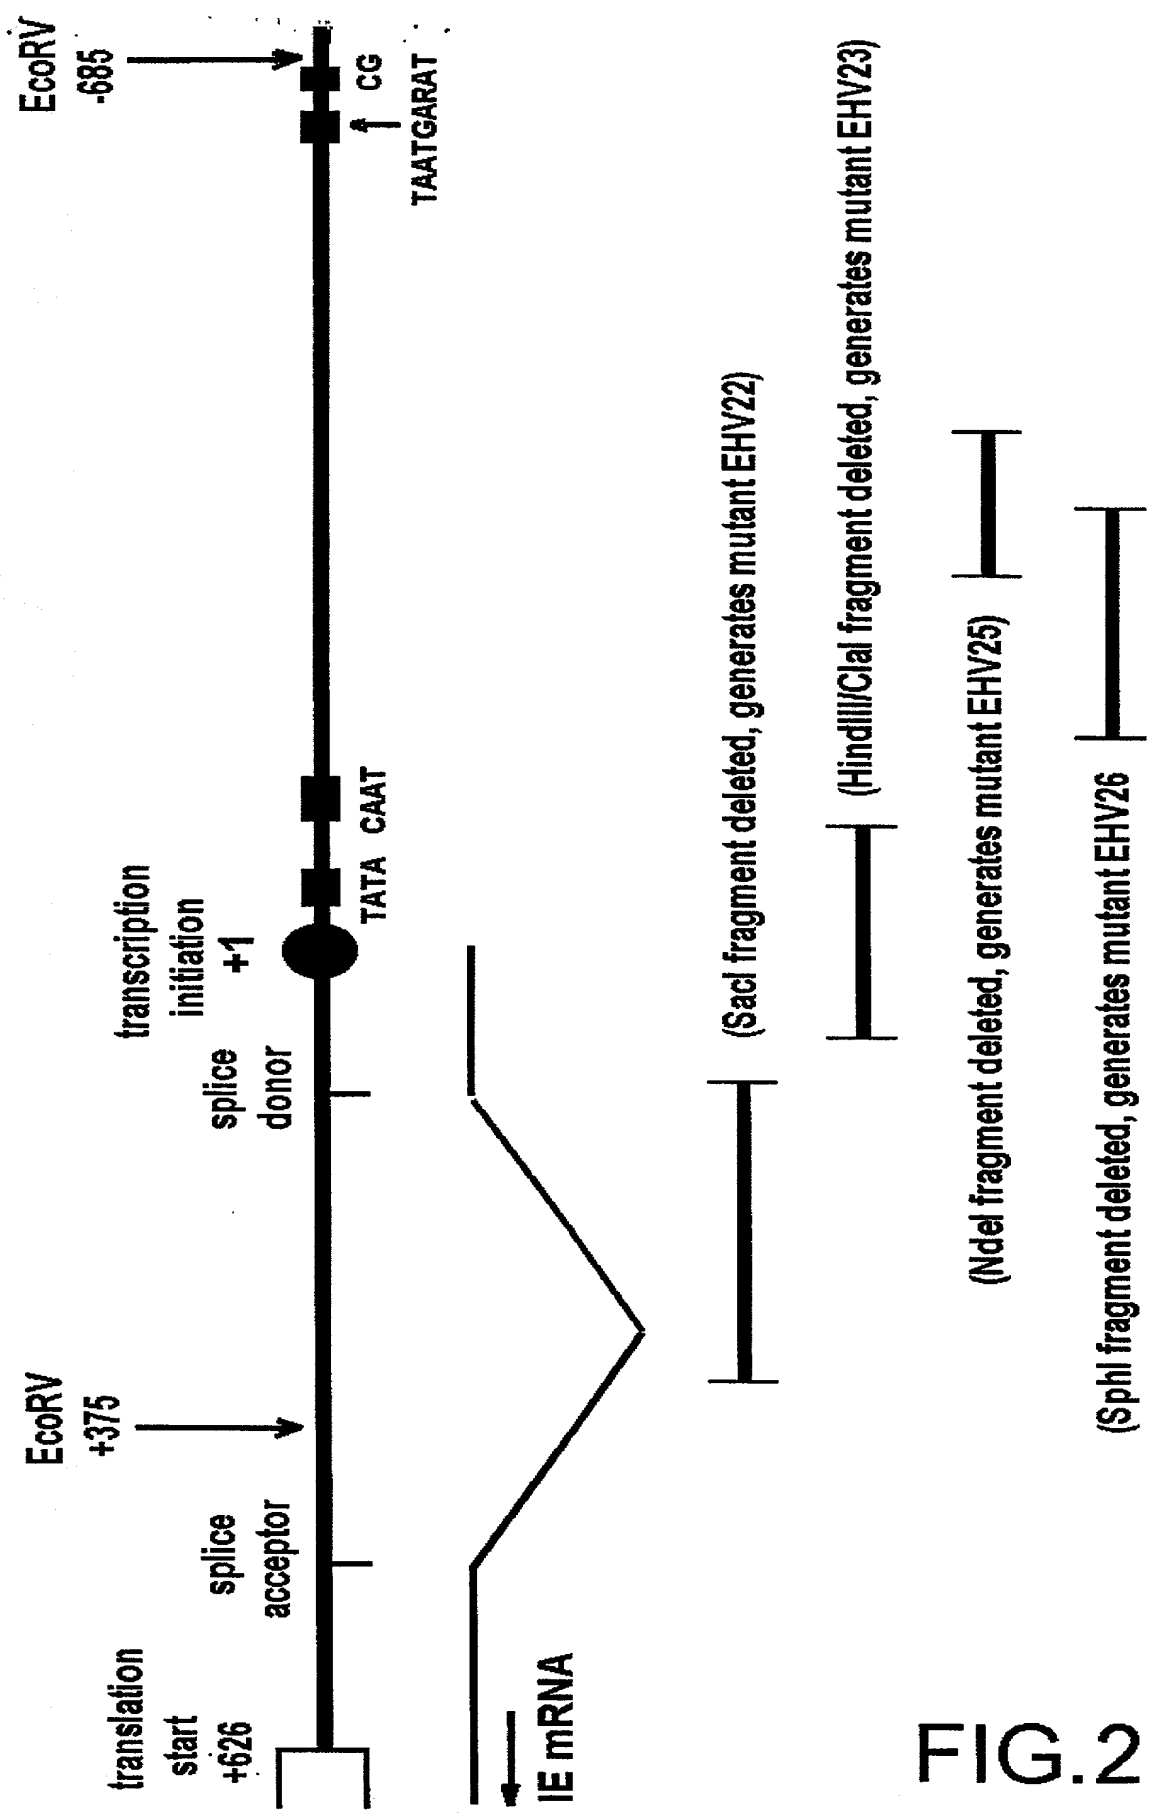 translation
start
+626
splice
acceptor
EcoRV
+375
splice
donor
transcription
initiation
+1
TATA CAAT
EcoRV
-685
CG
TAATGARAT
IE mRNA
(SacI fragment deleted, generates mutant EHV22)
(HindIII/ClaI fragment deleted, generates mutant EHV23)
(NdeI fragment deleted, generates mutant EHV25)
(SphI fragment deleted, generates mutant EHV26
FIG.2